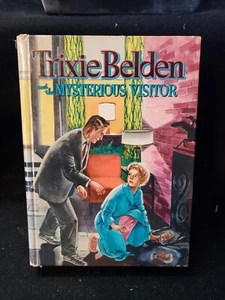 Trixie Belden
and the MYSTERIOUS VISITOR